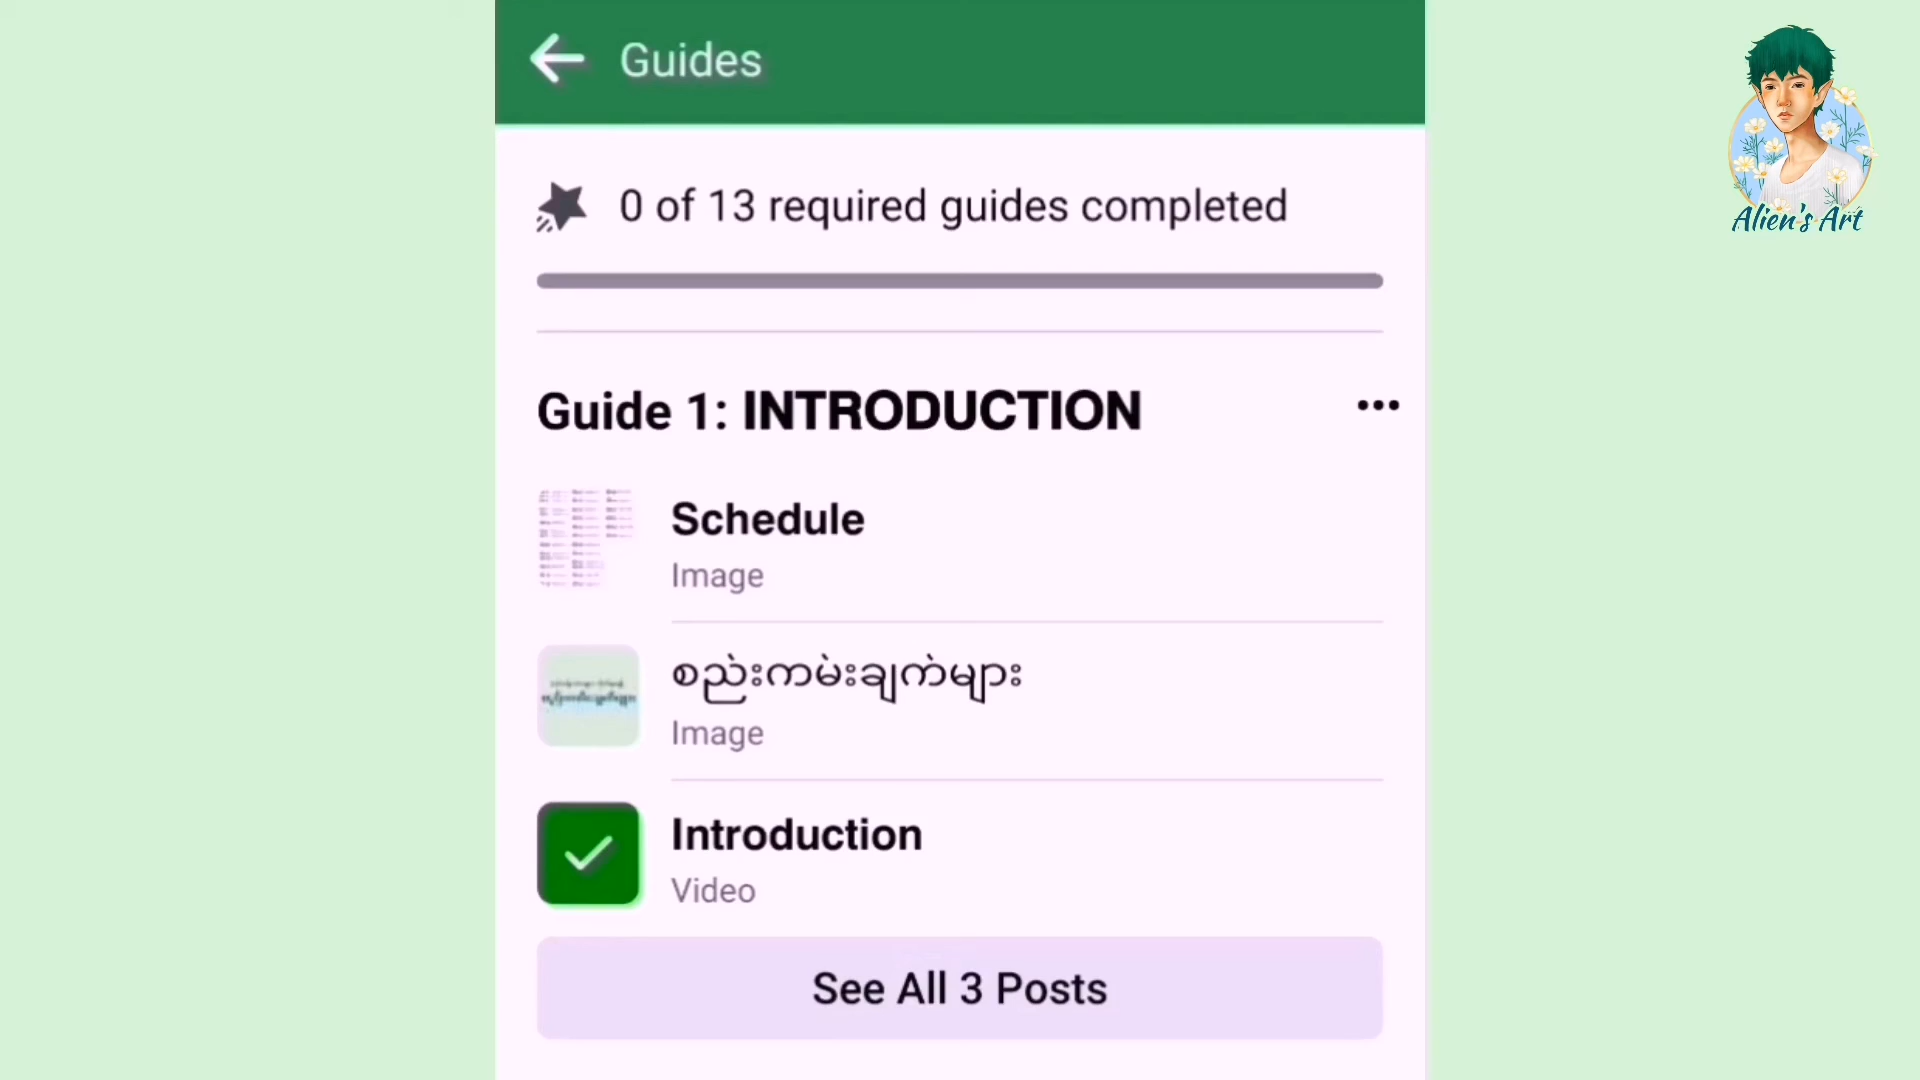 Guides
0 of 13 required guides completed
Guide 1: INTRODUCTION
Schedule
Image
စည်းကမ်းချက်များ
Image
Introduction
Video
See All 3 Posts
Alien's Art